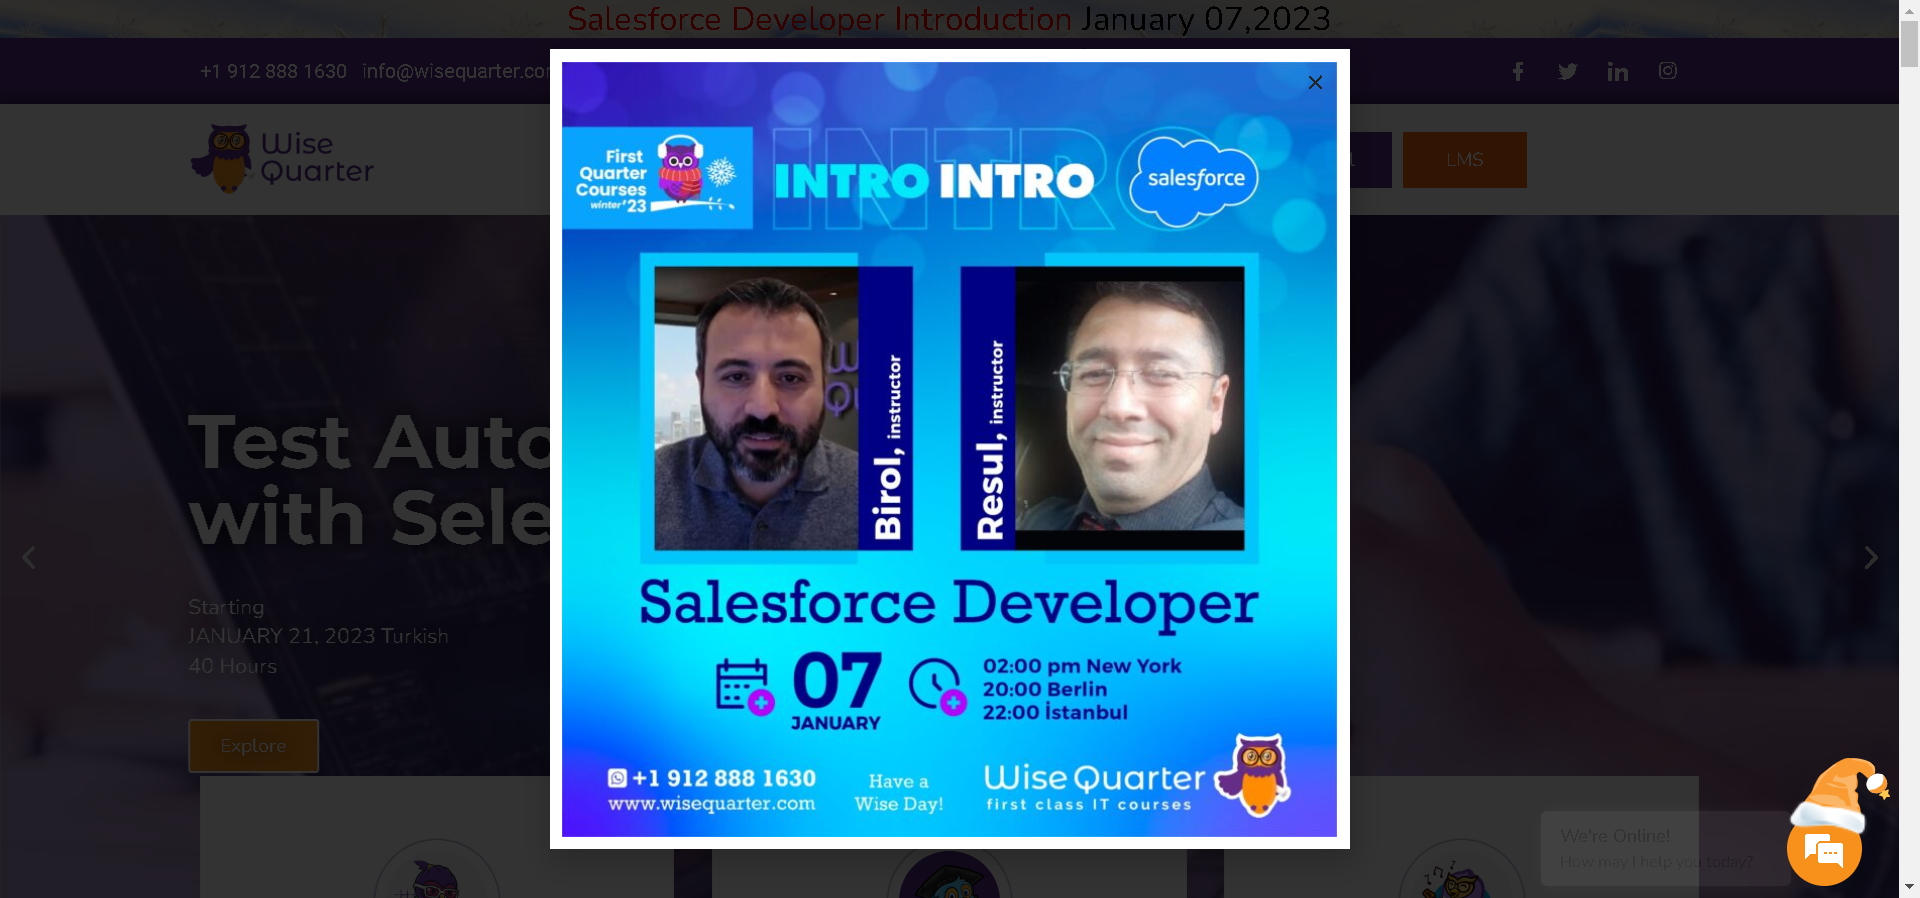 Salesforce Developer Introduction January 07,2023
+1 912 888 1630 info@wisequarter.com
Wise
Quarter
LMS
First
Quarter
Courses
winter'23
INTRO INTRO
INTRO
salesforce
Birol, instructor
Resul, instructor
Salesforce Developer
07
JANUARY
02:00 pm New York
20:00 Berlin
22:00 İstanbul
+1 912 888 1630
www.wisequarter.com
Have a
Wise Day!
Wise Quarter
first class IT courses
Test Auto
with Sele
Starting
JANUARY 21, 2023 Turkish
40 Hours
Explore
We're Online!
How may I help you today?